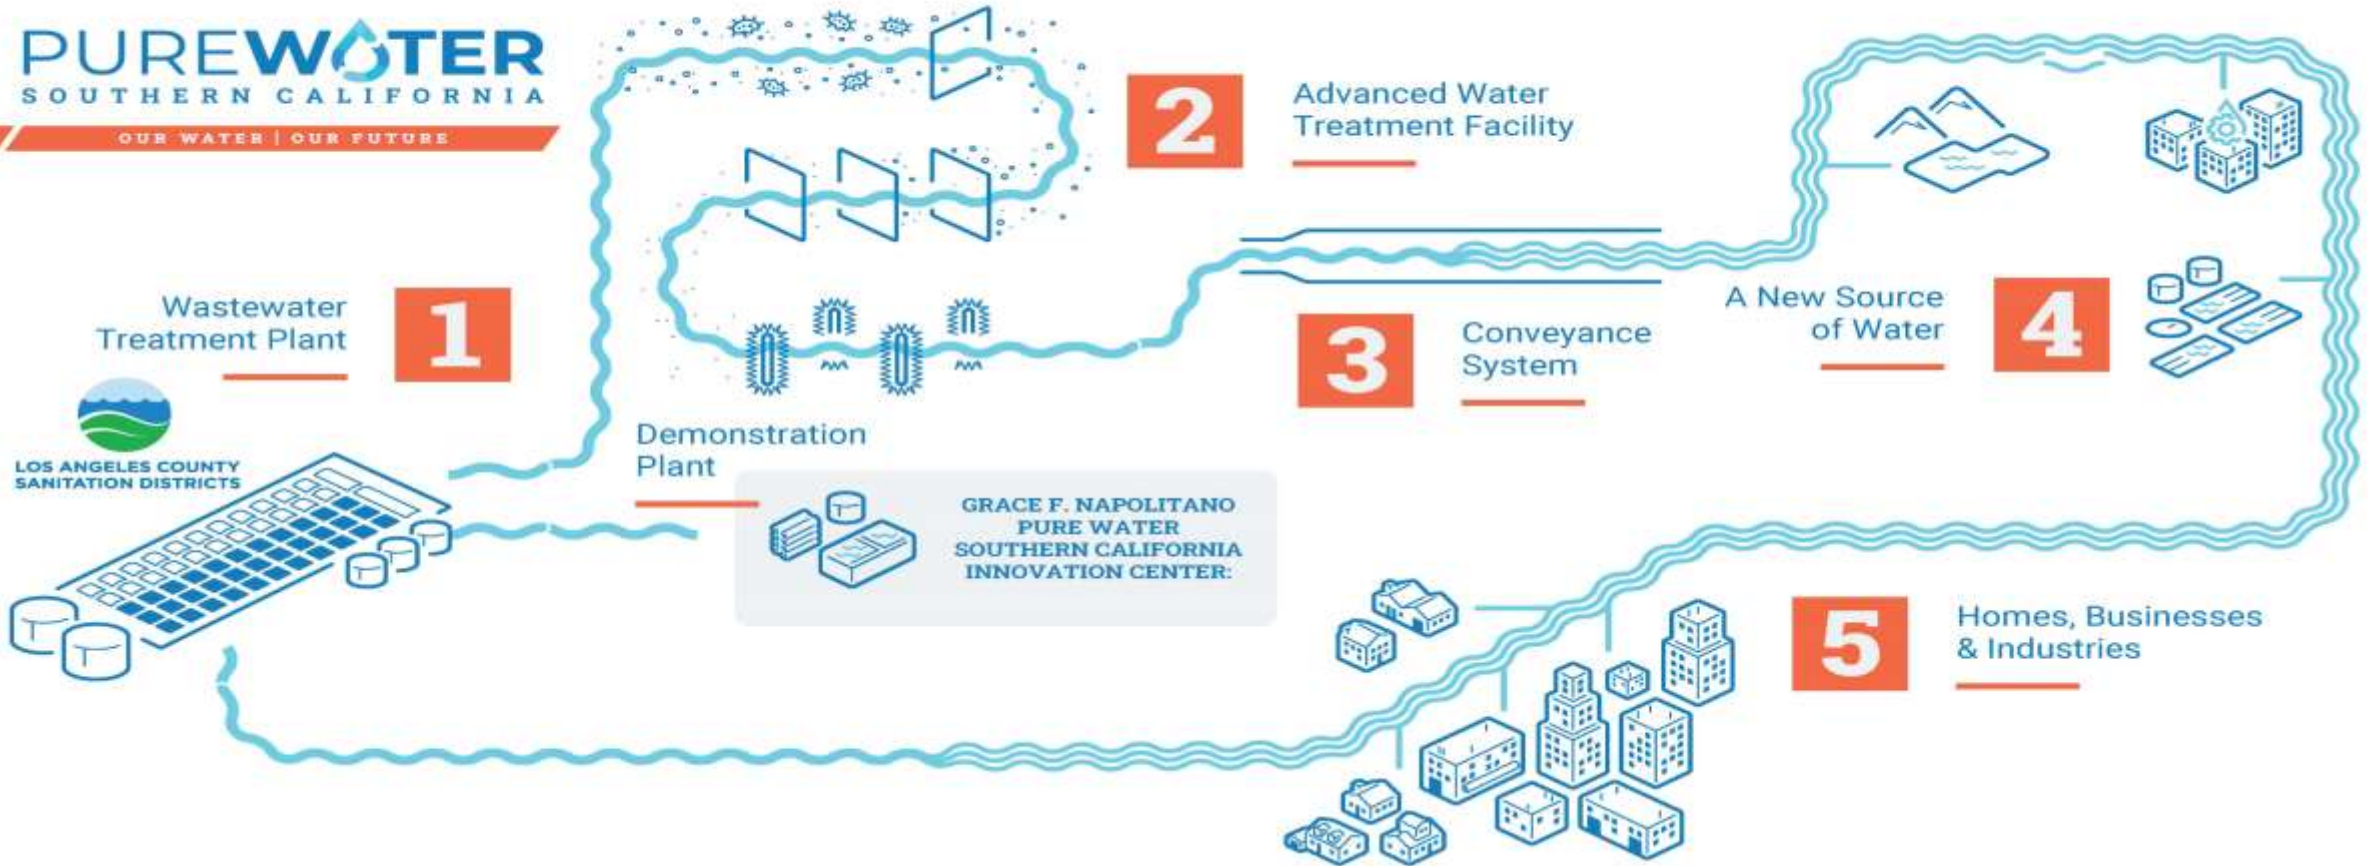 PUREWATER
SOUTHERN CALIFORNIA
OUR WATER | OUR FUTURE
1
Wastewater
Treatment Plant
LOS ANGELES COUNTY
SANITATION DISTRICTS
2
Advanced Water
Treatment Facility
Demonstration
Plant
GRACE F. NAPOLITANO
PURE WATER
SOUTHERN CALIFORNIA
INNOVATION CENTER:
3
Conveyance
System
A New Source
of Water
4
5
Homes, Businesses
& Industries